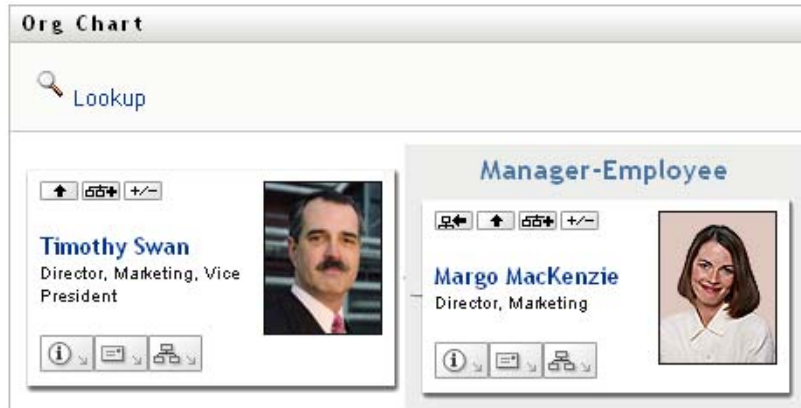 Org Chart
Lookup
Manager-Employee
+/-
Timothy Swan
Director, Marketing, Vice
President
+/-
Margo MacKenzie
Director, Marketing